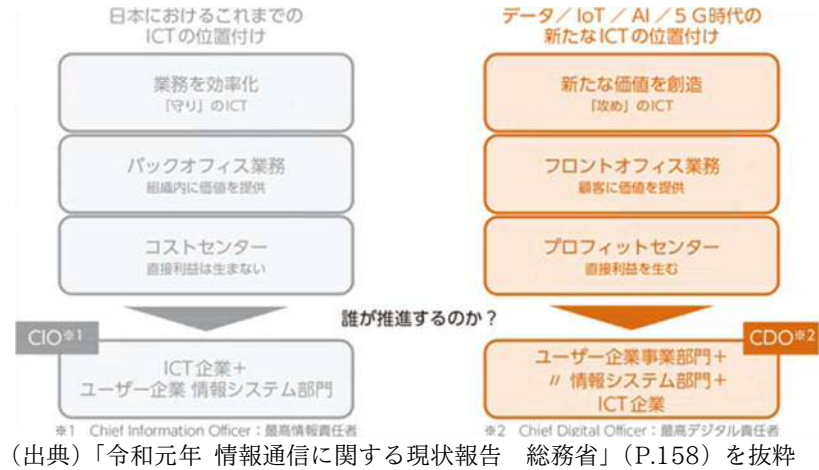 日本におけるこれまでの
ICTの位置付け
業務を効率化
「守り」のICT
バックオフィス業務
組織内に価値を提供
コストセンター
直接利益は生まない
データ／IoT／AI／5G時代の
新たなICTの位置付け
新たな価値を創造
「攻め」のICT
フロントオフィス業務
顧客に価値を提供
プロフィットセンター
直接利益を生む
誰が推進するのか？
CIO※1
ICT企業＋
ユーザー企業 情報システム部門
※1 Chief Information Officer：最高情報責任者
CDO※2
ユーザー企業事業部門＋
〃 情報システム部門＋
ICT企業
※2 Chief Digital Officer：最高デジタル責任者
（出典）「令和元年 情報通信に関する現状報告 総務省」（P.158）を抜粋